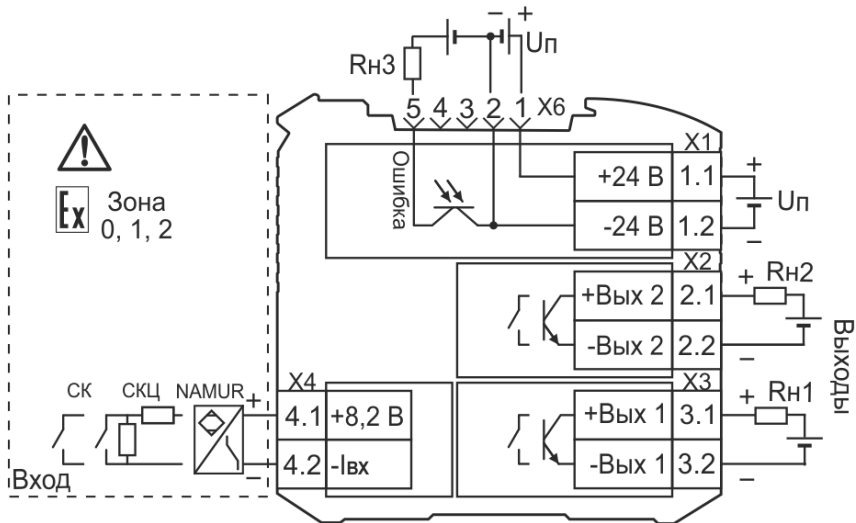 − +
Uп
Rн3
5 4 3 2 1 X6
Ошибка
X1
+24 В 1.1
-24 В 1.2
+
Uп
−
Ex Зона
0, 1, 2
X2
+Вых 2 2.1
-Вых 2 2.2
+ Rн2
−
Выходы
СК СКЦ NAMUR
+
−
Вход
X4
4.1 +8,2 В
4.2 -Iвх
X3
+Вых 1 3.1
-Вых 1 3.2
+ Rн1
−